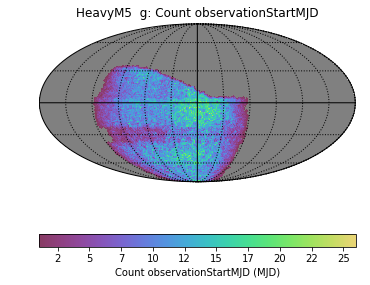 HeavyM5 g: Count observationStartMJD
2 5 7 10 12 15 17 20 22 25
Count observationStartMJD (MJD)